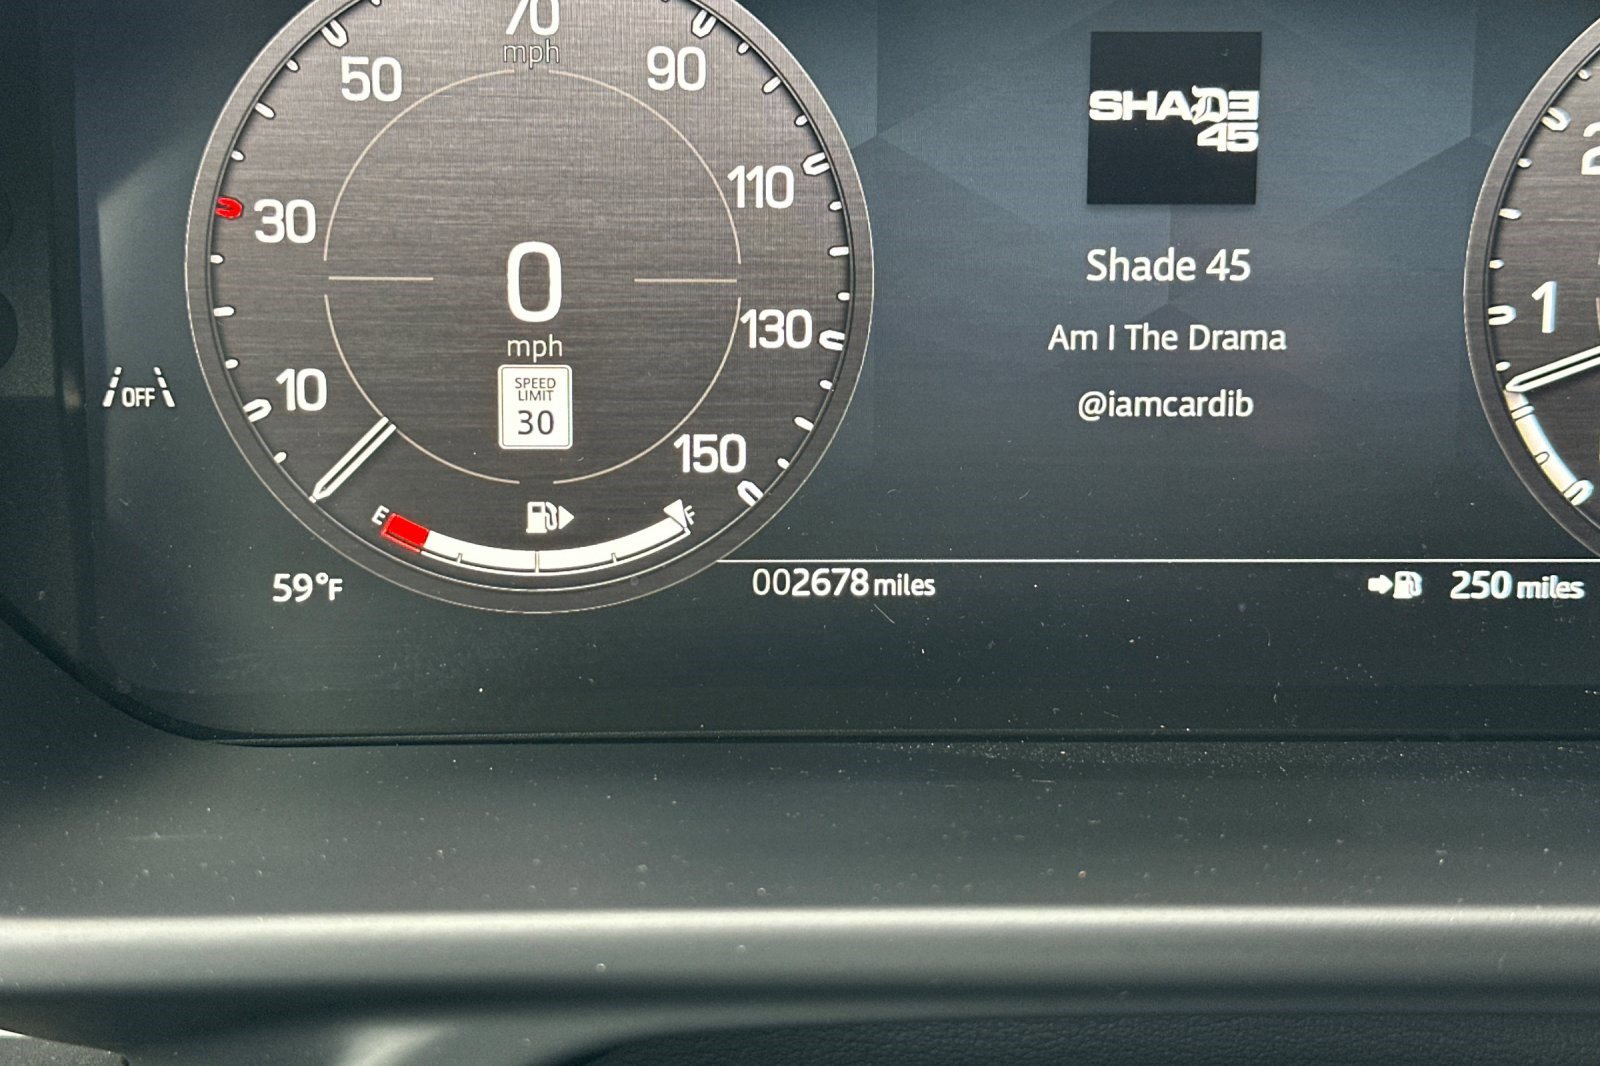 70
mph
50
90
30
110
0
mph
SPEED
LIMIT
30
10
130
150
E
F
OFF
59°F
002678 miles
SHADE
45
Shade 45
Am I The Drama
@iamcardib
2
1
250 miles